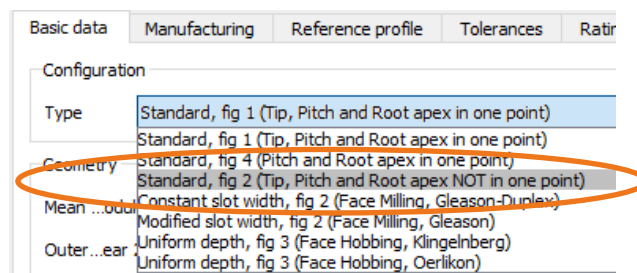 Basic data Manufacturing Reference profile Tolerances
Configuration
Type Standard, fig 1 (Tip, Pitch and Root apex in one point)
Standard, fig 1 (Tip, Pitch and Root apex in one point)
Geometry Standard, fig 4 (Pitch and Root apex in one point)
Standard, fig 2 (Tip, Pitch and Root apex NOT in one point)
Mean Constant slot width, fig 2 (Face Milling, Gleason-Duplex)
Modified slot width, fig 2 (Face Milling, Gleason)
Outer...ear Uniform depth, fig 3 (Face Hobbing, Klingelnberg)
Uniform depth, fig 3 (Face Hobbing, Oerlikon)